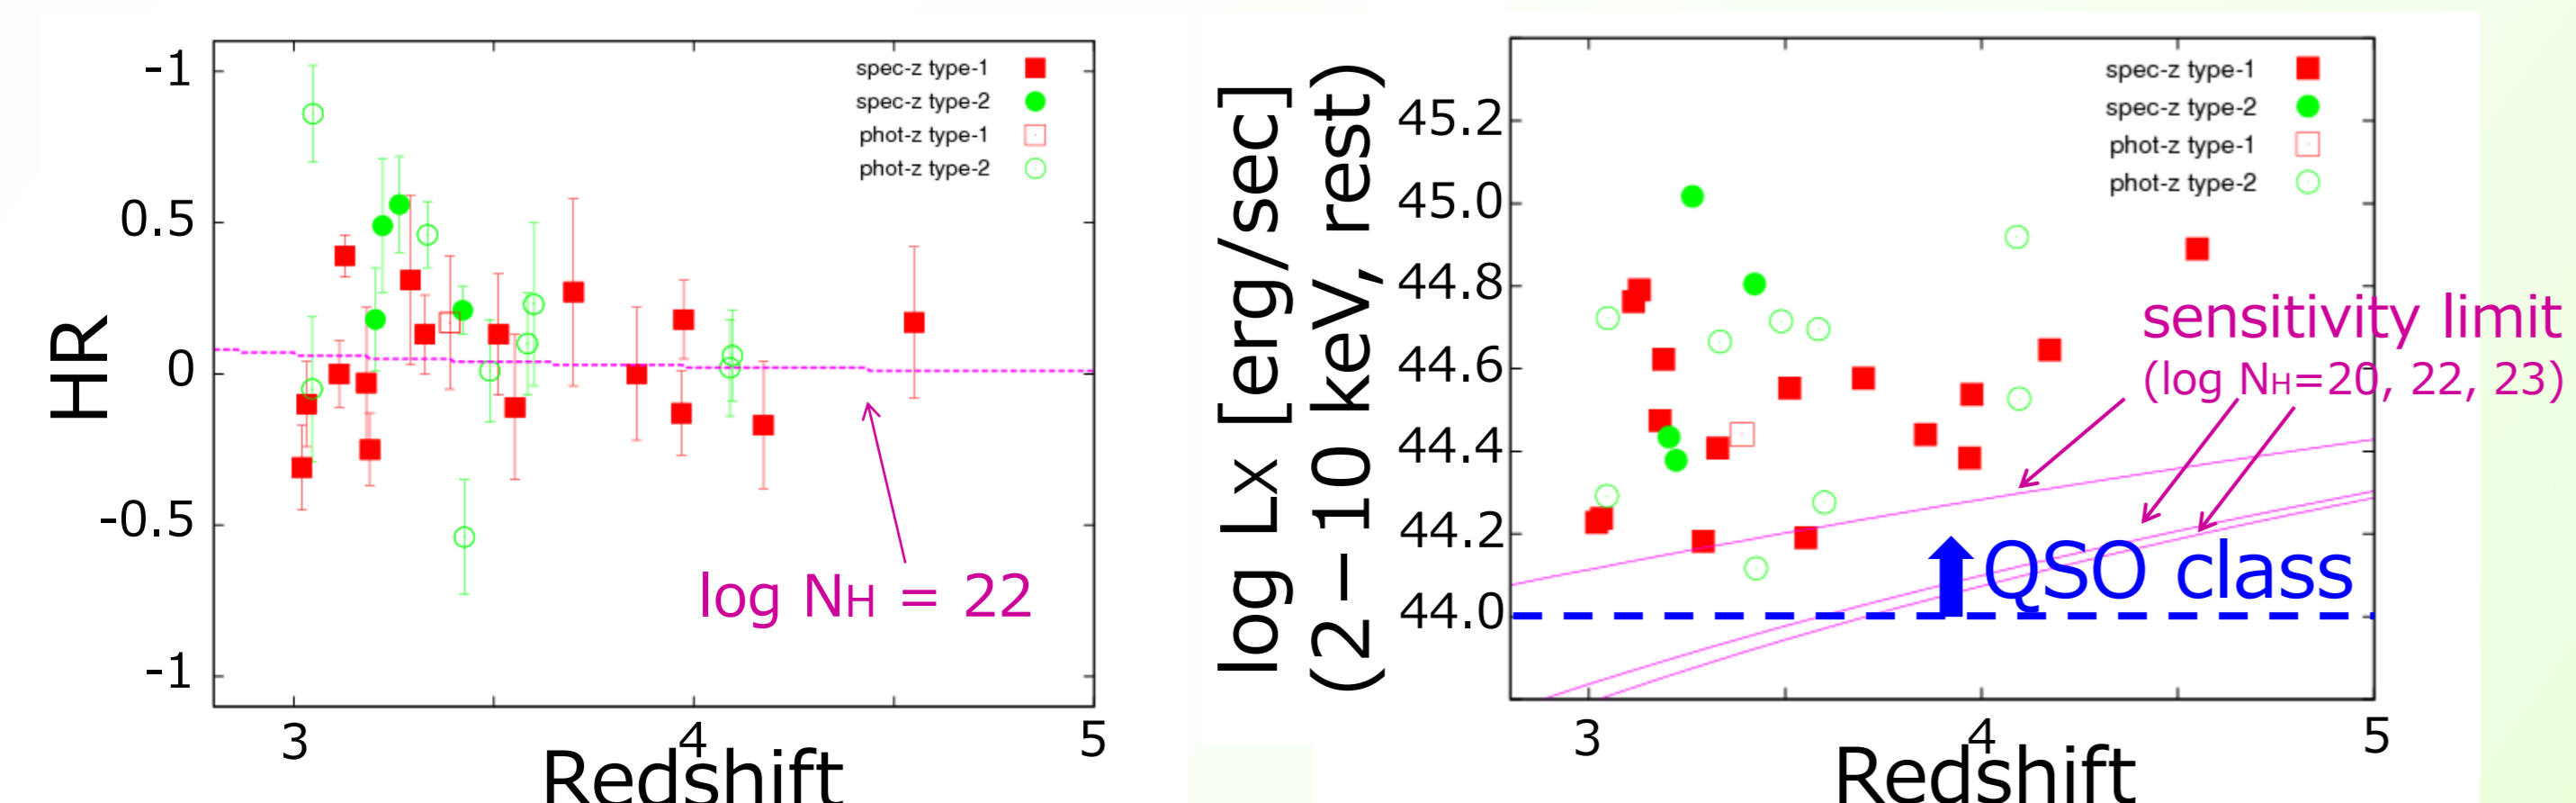 -1
0.5
0
-0.5
-1
HR
spec-z type-1
spec-z type-2
phot-z type-1
phot-z type-2
log NH = 22
3
4
5
Redshift
log Lx [erg/sec]
(2−10 keV, rest)
45.2
45.0
44.8
44.6
44.4
44.2
44.0
spec-z type-1
spec-z type-2
phot-z type-1
phot-z type-2
sensitivity limit
(log NH=20, 22, 23)
QSO class
3
4
5
Redshift